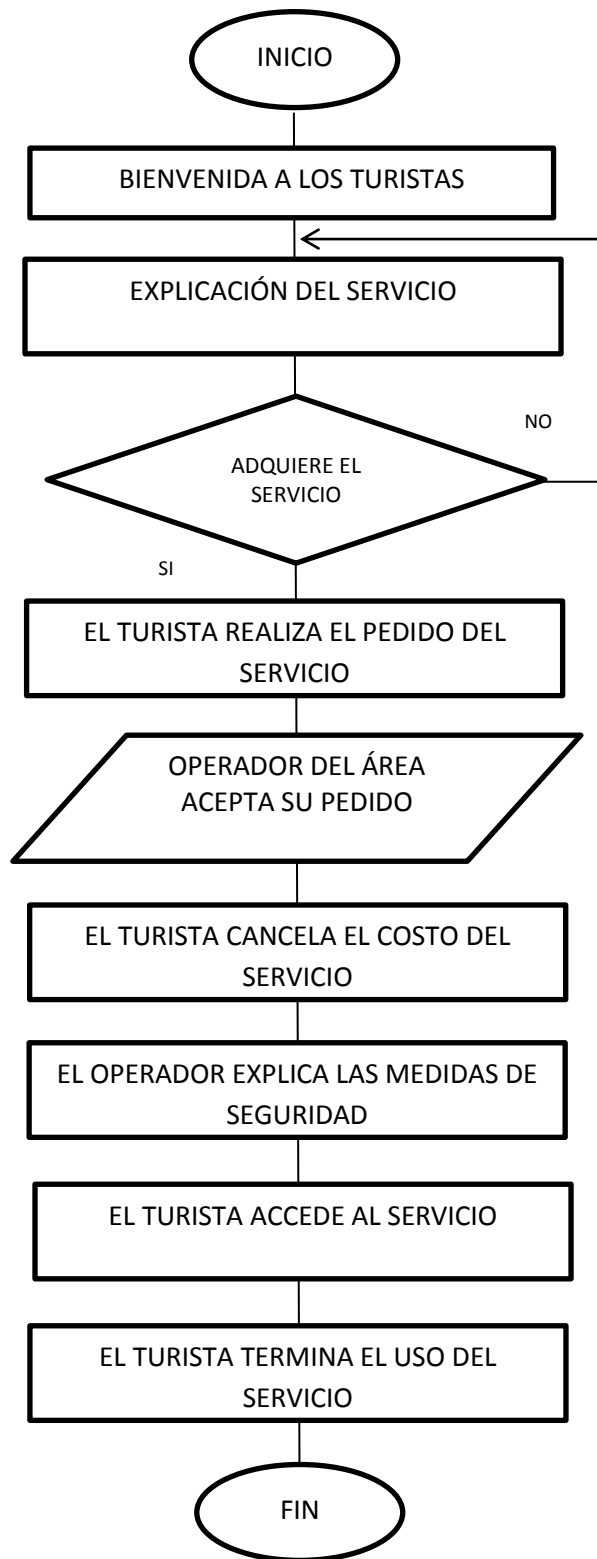 INICIO
BIENVENIDA A LOS TURISTAS
EXPLICACIÓN DEL SERVICIO
NO
ADQUIERE EL
SERVICIO
SI
EL TURISTA REALIZA EL PEDIDO DEL
SERVICIO
OPERADOR DEL ÁREA
ACEPTA SU PEDIDO
EL TURISTA CANCELA EL COSTO DEL
SERVICIO
EL OPERADOR EXPLICA LAS MEDIDAS DE
SEGURIDAD
EL TURISTA ACCEDE AL SERVICIO
EL TURISTA TERMINA EL USO DEL
SERVICIO
FIN